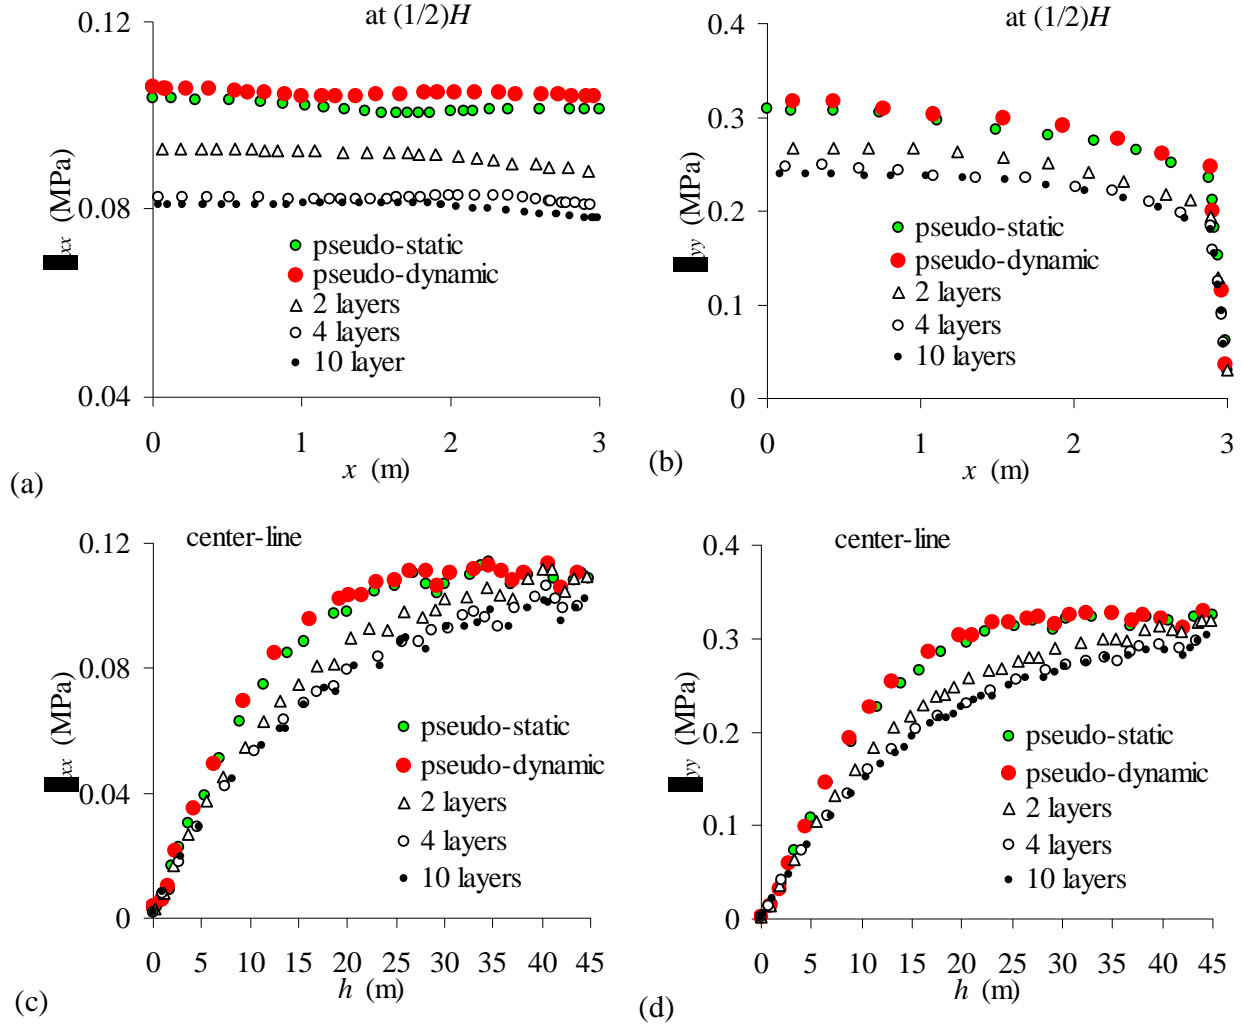 at (1/2)H
0.12
0.08
0.04
xx (MPa)
pseudo-static
pseudo-dynamic
2 layers
4 layers
10 layer
0 1 2 3
x (m)
(a)
at (1/2)H
0.4
0.3
0.2
0.1
0
yy (MPa)
pseudo-static
pseudo-dynamic
2 layers
4 layers
10 layers
0 1 2 3
x (m)
(b)
center-line
0.12
0.08
0.04
0
xx (MPa)
pseudo-static
pseudo-dynamic
2 layers
4 layers
10 layers
0 5 10 15 20 25 30 35 40 45
h (m)
(c)
center-line
0.4
0.3
0.2
0.1
0
yy (MPa)
pseudo-static
pseudo-dynamic
2 layers
4 layers
10 layers
0 5 10 15 20 25 30 35 40 45
h (m)
(d)